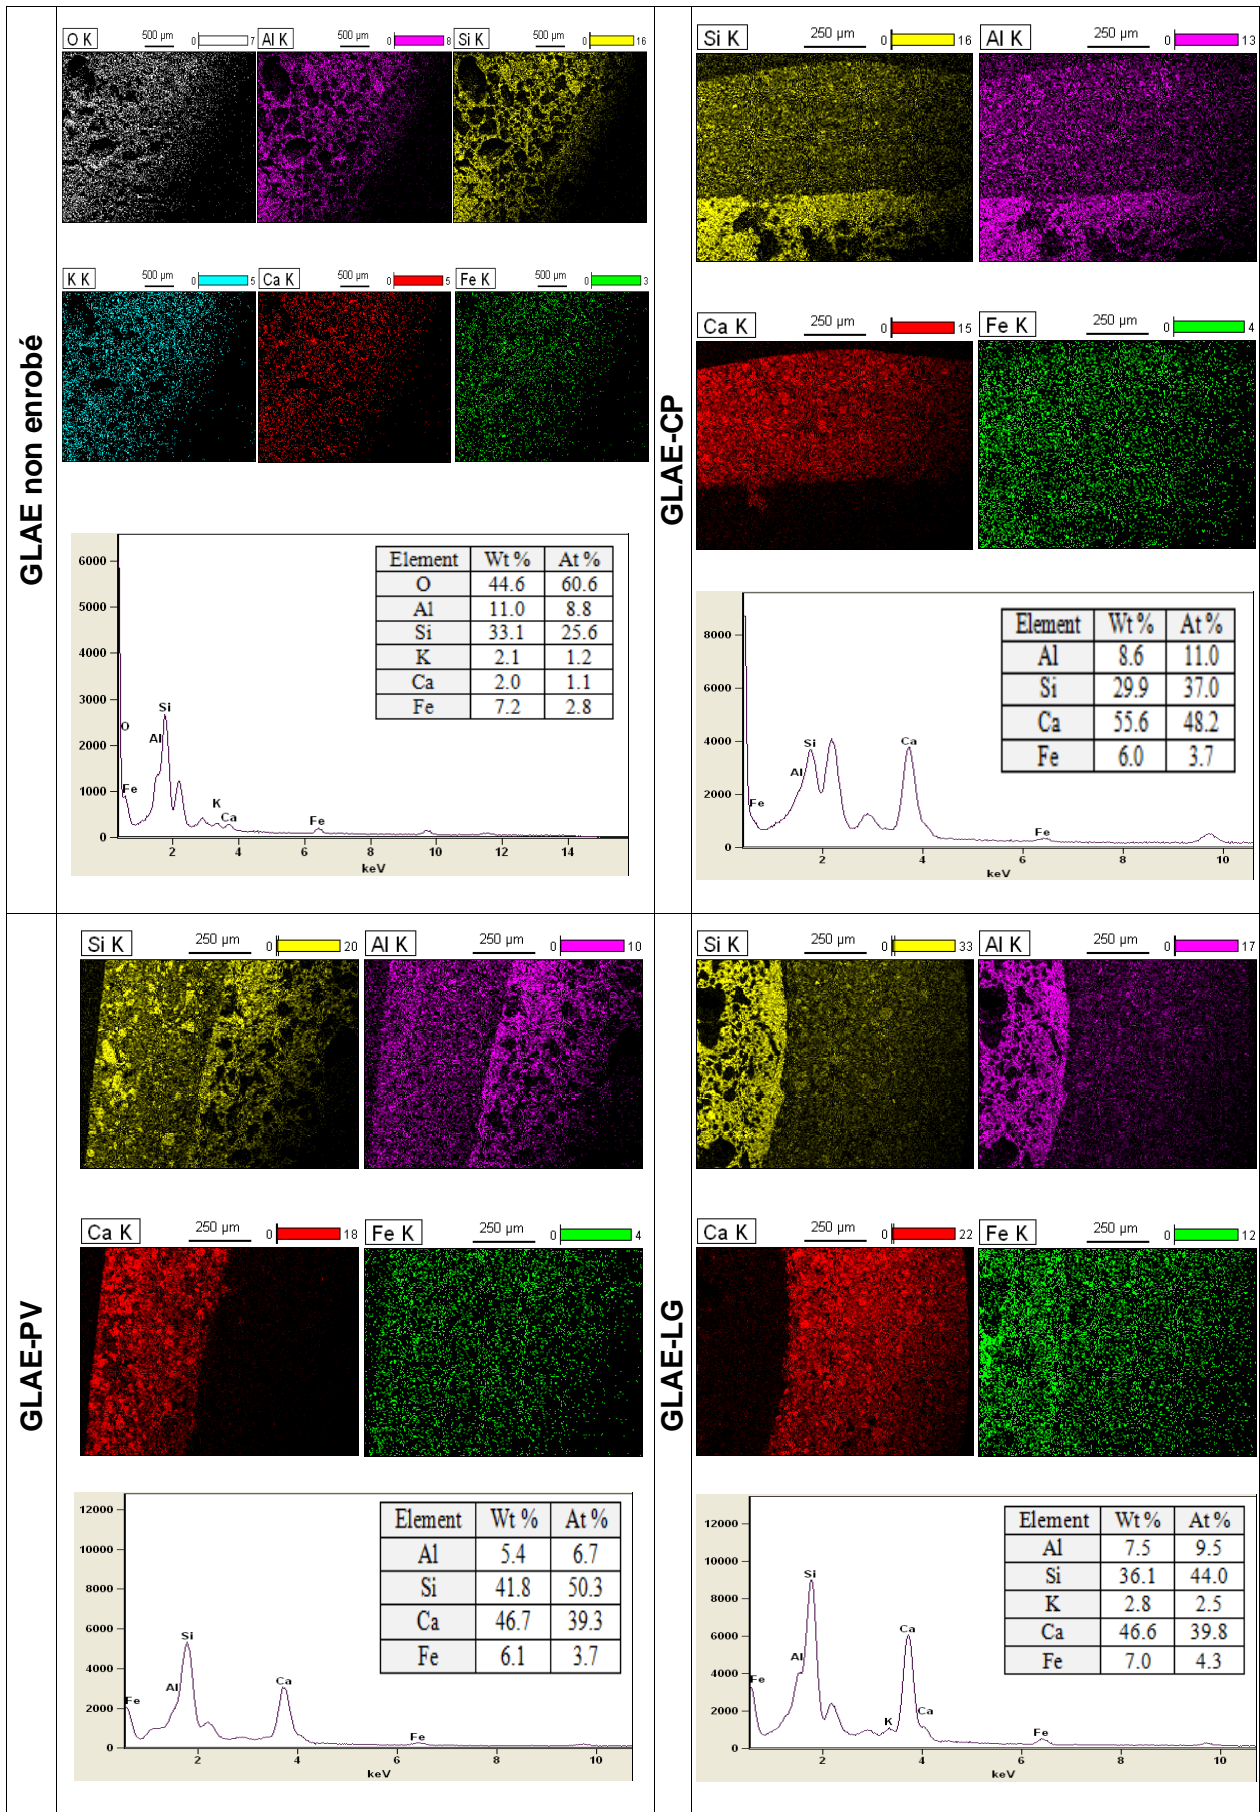 GLAE non enrobé
O K 500 µm 0 7 Al K 500 µm 0 8 Si K 500 µm 0 16
K K 500 µm 0 5 Ca K 500 µm 0 5 Fe K 500 µm 0 3
Element Wt % At %
O 44.6 60.6
Al 11.0 8.8
Si 33.1 25.6
K 2.1 1.2
Ca 2.0 1.1
Fe 7.2 2.8
6000
5000
4000
3000
2000
1000
0
O Fe Al Si K Ca Fe
2 4 6 8 10 12 14
keV
GLAE-CP
Si K 250 µm 0 16 Al K 250 µm 0 13
Ca K 250 µm 0 15 Fe K 250 µm 0 4
Element Wt % At %
Al 8.6 11.0
Si 29.9 37.0
Ca 55.6 48.2
Fe 6.0 3.7
8000
6000
4000
2000
0
Fe Al Si Ca Fe
2 4 6 8 10
keV
GLAE-PV
Si K 250 µm 0 20 Al K 250 µm 0 10
Ca K 250 µm 0 18 Fe K 250 µm 0 4
Element Wt % At %
Al 5.4 6.7
Si 41.8 50.3
Ca 46.7 39.3
Fe 6.1 3.7
12000
10000
8000
6000
4000
2000
0
Fe Al Si Ca Fe
2 4 6 8 10
keV
GLAE-LG
Si K 250 µm 0 33 Al K 250 µm 0 17
Ca K 250 µm 0 22 Fe K 250 µm 0 12
Element Wt % At %
Al 7.5 9.5
Si 36.1 44.0
K 2.8 2.5
Ca 46.6 39.8
Fe 7.0 4.3
12000
10000
8000
6000
4000
2000
0
Fe Al Si K Ca Ca Fe
2 4 6 8 10
keV